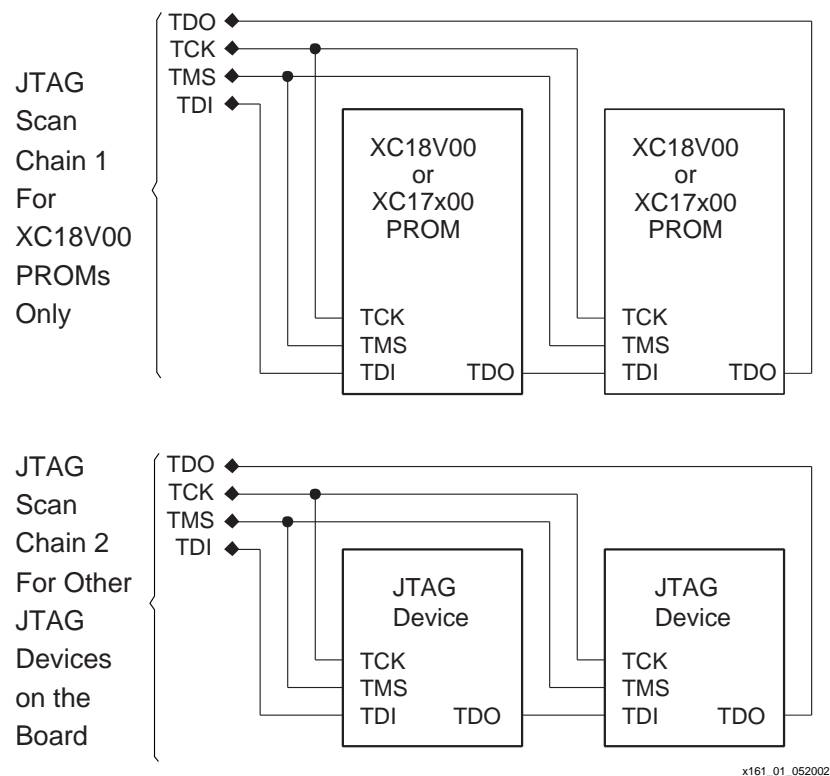 JTAG
Scan
Chain 1
For
XC18V00
PROMs
Only
TDO
TCK
TMS
TDI
XC18V00
or
XC17x00
PROM
TCK
TMS
TDI TDO
XC18V00
or
XC17x00
PROM
TCK
TMS
TDI TDO
JTAG
Scan
Chain 2
For Other
JTAG
Devices
on the
Board
TDO
TCK
TMS
TDI
JTAG
Device
TCK
TMS
TDI TDO
JTAG
Device
TCK
TMS
TDI TDO
x161_01_052002